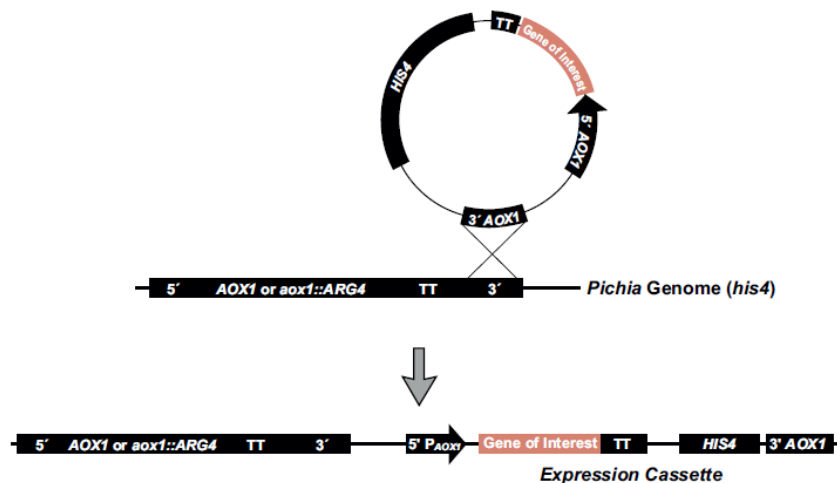 TT
Gene of Interest
HIS4
5´ AOX1
3´ AOX1
5´ AOX1 or aox1::ARG4 TT 3´
Pichia Genome (his4)
5´ AOX1 or aox1::ARG4 TT 3´ 5' PAOX1 Gene of Interest TT HIS4 3' AOX1
Expression Cassette